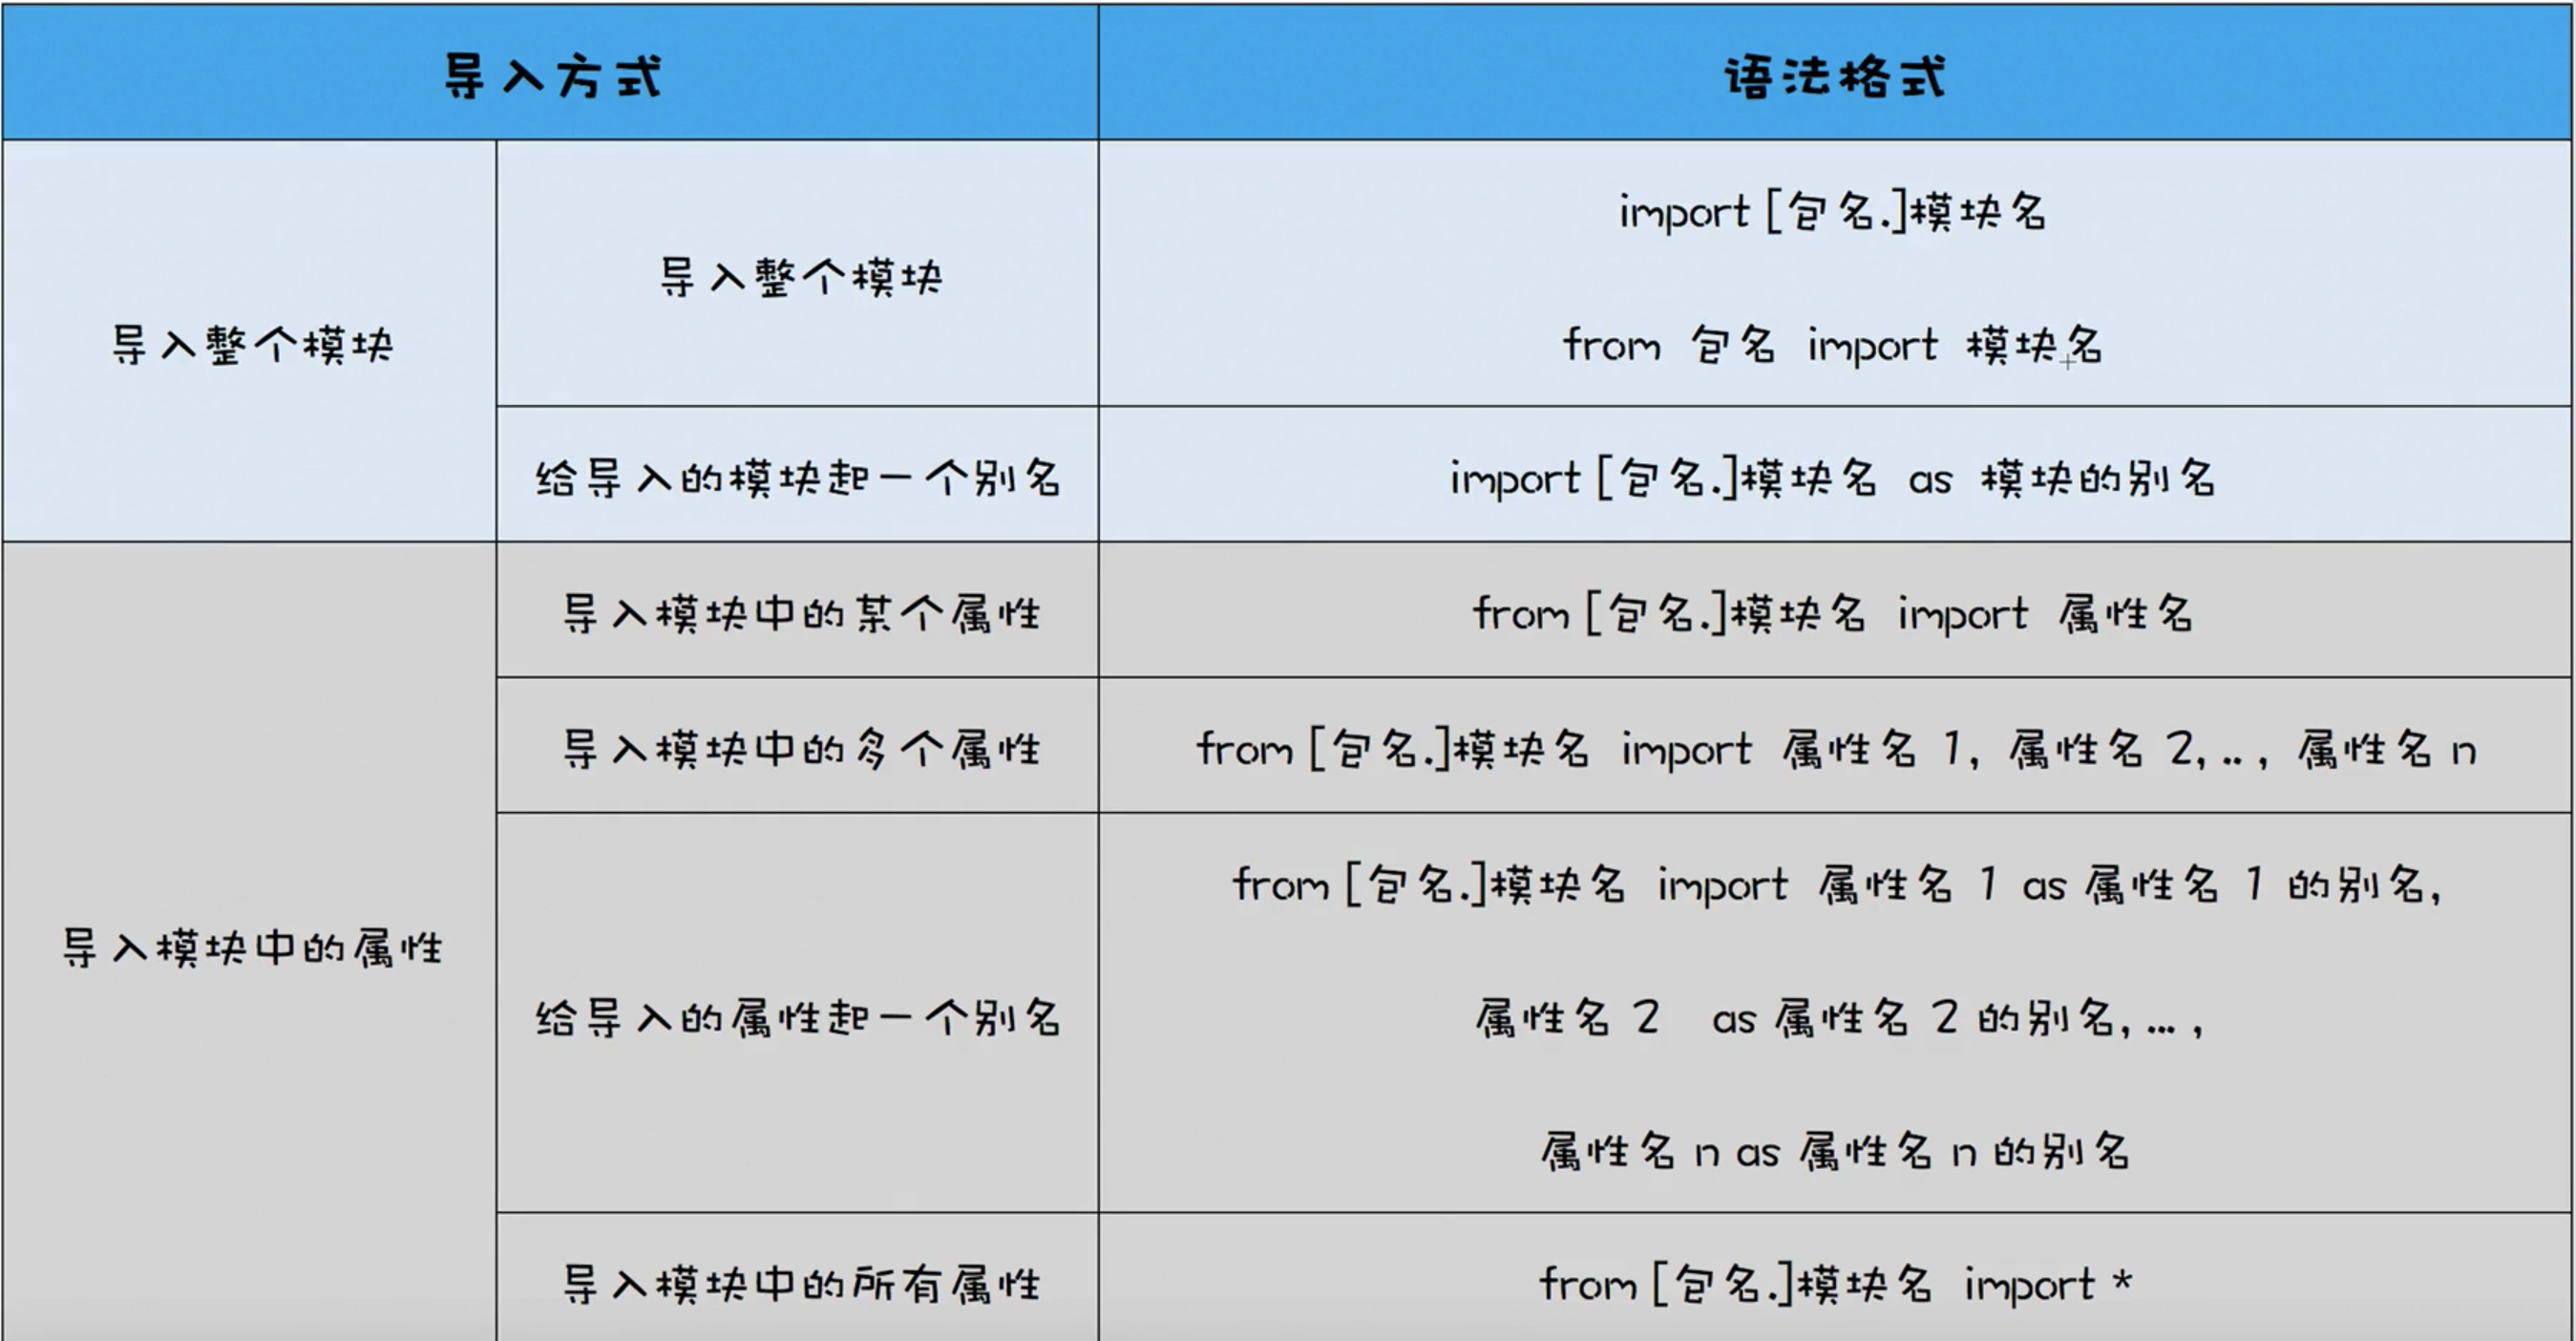 导入方式
语法格式
导入整个模块
导入整个模块
import [包名.]模块名
from 包名 import 模块名
给导入的模块起一个别名
import [包名.]模块名 as 模块的别名
导入模块中的属性
导入模块中的某个属性
from [包名.]模块名 import 属性名
导入模块中的多个属性
from [包名.]模块名 import 属性名 1, 属性名 2, .. , 属性名 n
给导入的属性起一个别名
from [包名.]模块名 import 属性名 1 as 属性名 1 的别名,
属性名 2 as 属性名 2 的别名, ... ,
属性名 n as 属性名 n 的别名
导入模块中的所有属性
from [包名.]模块名 import *